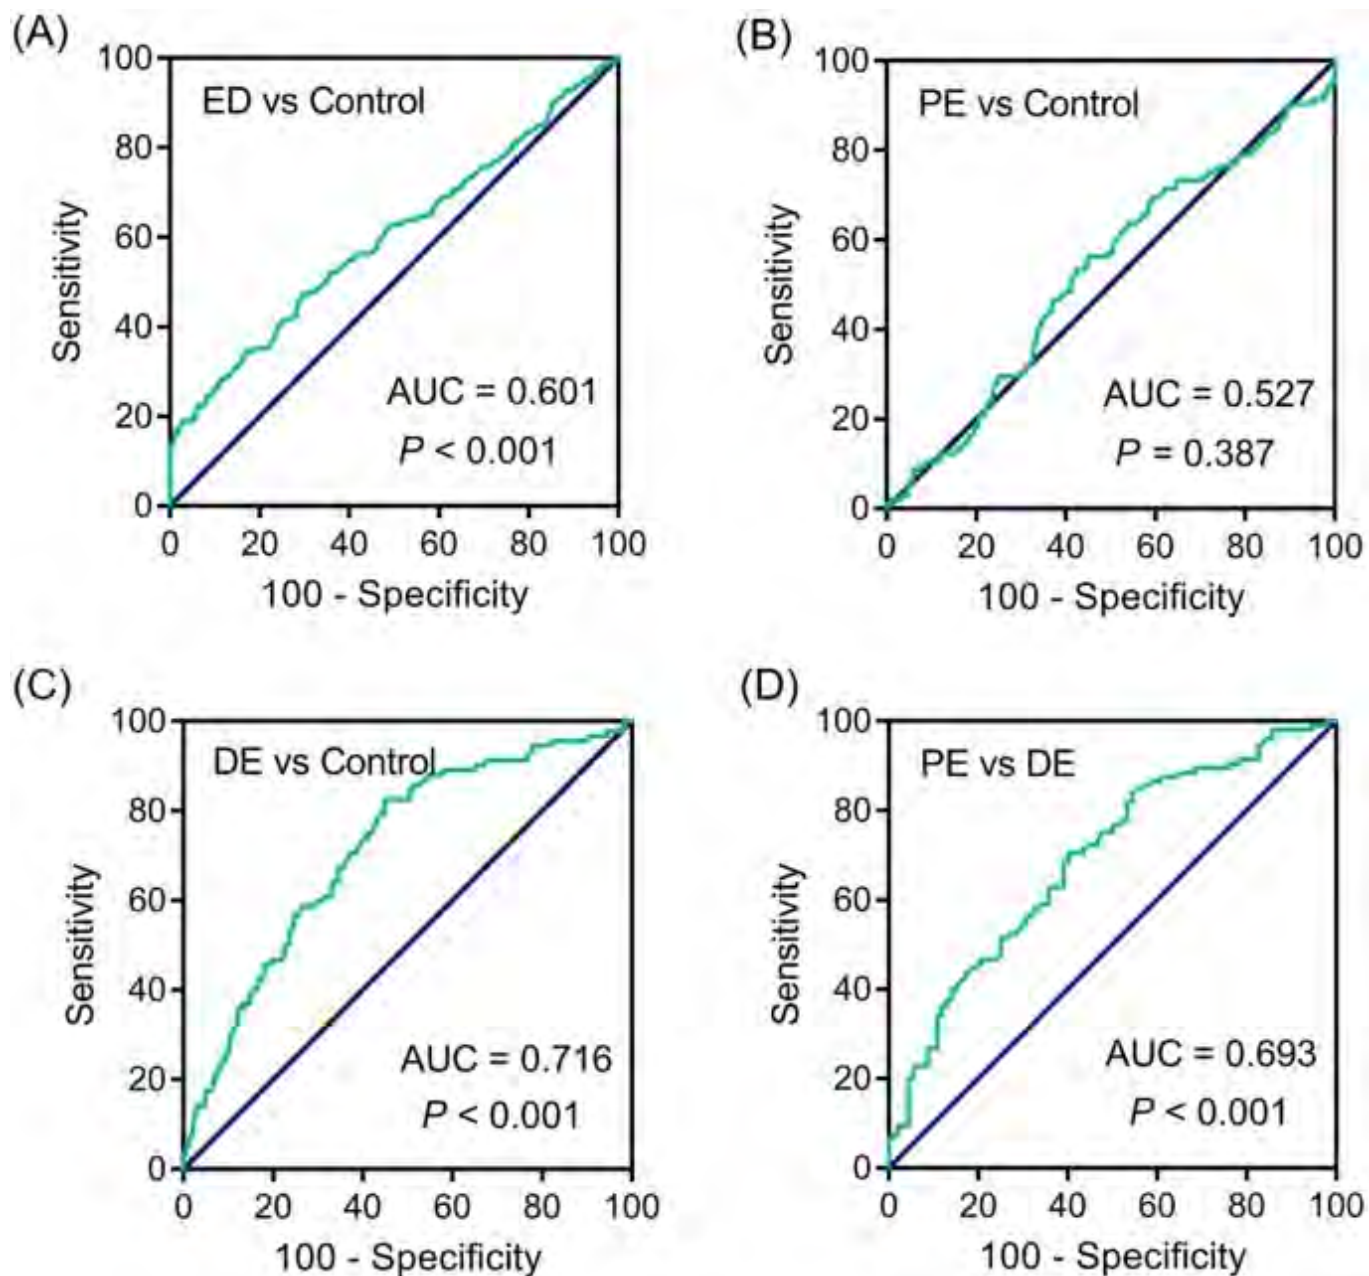 (A)
ED vs Control
Sensitivity
100
80
60
40
20
0
AUC = 0.601
P < 0.001
0 20 40 60 80 100
100 - Specificity
(B)
PE vs Control
Sensitivity
100
80
60
40
20
0
AUC = 0.527
P = 0.387
0 20 40 60 80 100
100 - Specificity
(C)
DE vs Control
Sensitivity
100
80
60
40
20
0
AUC = 0.716
P < 0.001
0 20 40 60 80 100
100 - Specificity
(D)
PE vs DE
Sensitivity
100
80
60
40
20
0
AUC = 0.693
P < 0.001
0 20 40 60 80 100
100 - Specificity